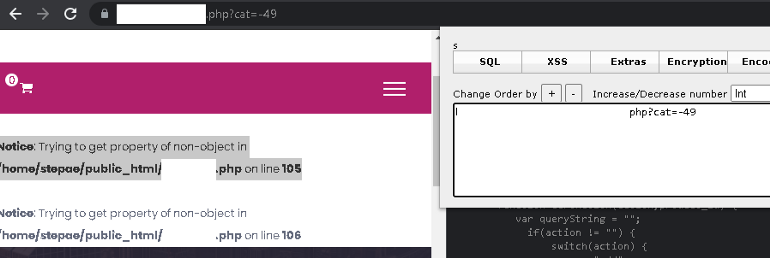 .php?cat=-49
s
SQL XSS Extras Encryption Enco
0
Change Order by + - Increase/Decrease number Int
php?cat=-49
Notice: Trying to get property of non-object in
/home/stepae/public_html/ .php on line 105
Notice: Trying to get property of non-object in
/home/stepae/public_html/ .php on line 106
var queryString = "";
if(action != "") {
switch(action) {